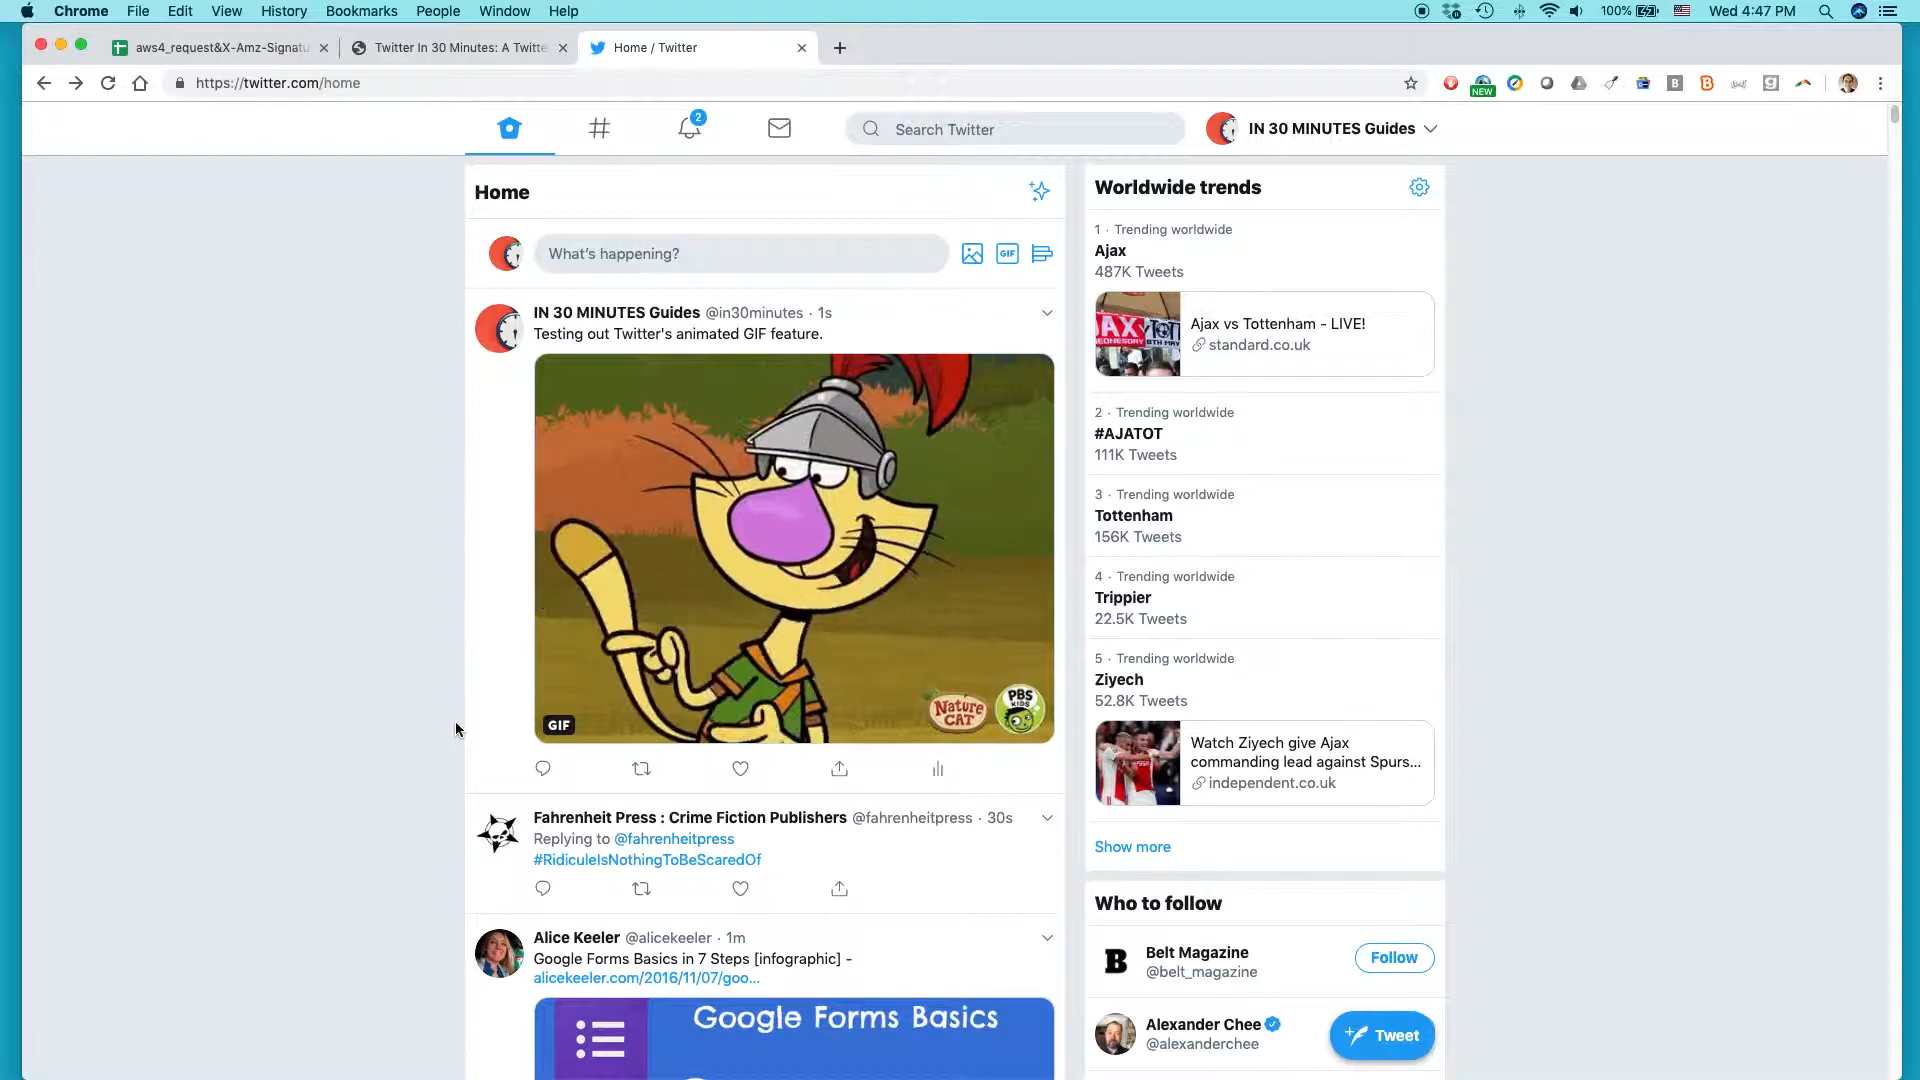 Chrome File Edit View History Bookmarks People Window Help 100% Wed 4:47 PM
aws4_request&X-Amz-Signatu
Twitter In 30 Minutes: A Twitte
Home / Twitter
https://twitter.com/home
NEW
2
Search Twitter
IN 30 MINUTES Guides
Home
What's happening?
GIF
IN 30 MINUTES Guides @in30minutes · 1s
Testing out Twitter's animated GIF feature.
GIF
NATURE CAT
PBS KIDS
Fahrenheit Press : Crime Fiction Publishers @fahrenheitpress · 30s
Replying to @fahrenheitpress
#RidiculeIsNothingToBeScaredOf
Alice Keeler @alicekeeler · 1m
Google Forms Basics in 7 Steps [infographic] -
alicekeeler.com/2016/11/07/goo...
Google Forms Basics
Worldwide trends
1 · Trending worldwide
Ajax
487K Tweets
Ajax vs Tottenham - LIVE!
standard.co.uk
2 · Trending worldwide
#AJATOT
111K Tweets
3 · Trending worldwide
Tottenham
156K Tweets
4 · Trending worldwide
Trippier
22.5K Tweets
5 · Trending worldwide
Ziyech
52.8K Tweets
Watch Ziyech give Ajax
commanding lead against Spurs...
independent.co.uk
Show more
Who to follow
Belt Magazine
@belt_magazine
Follow
Alexander Chee
@alexanderchee
Tweet